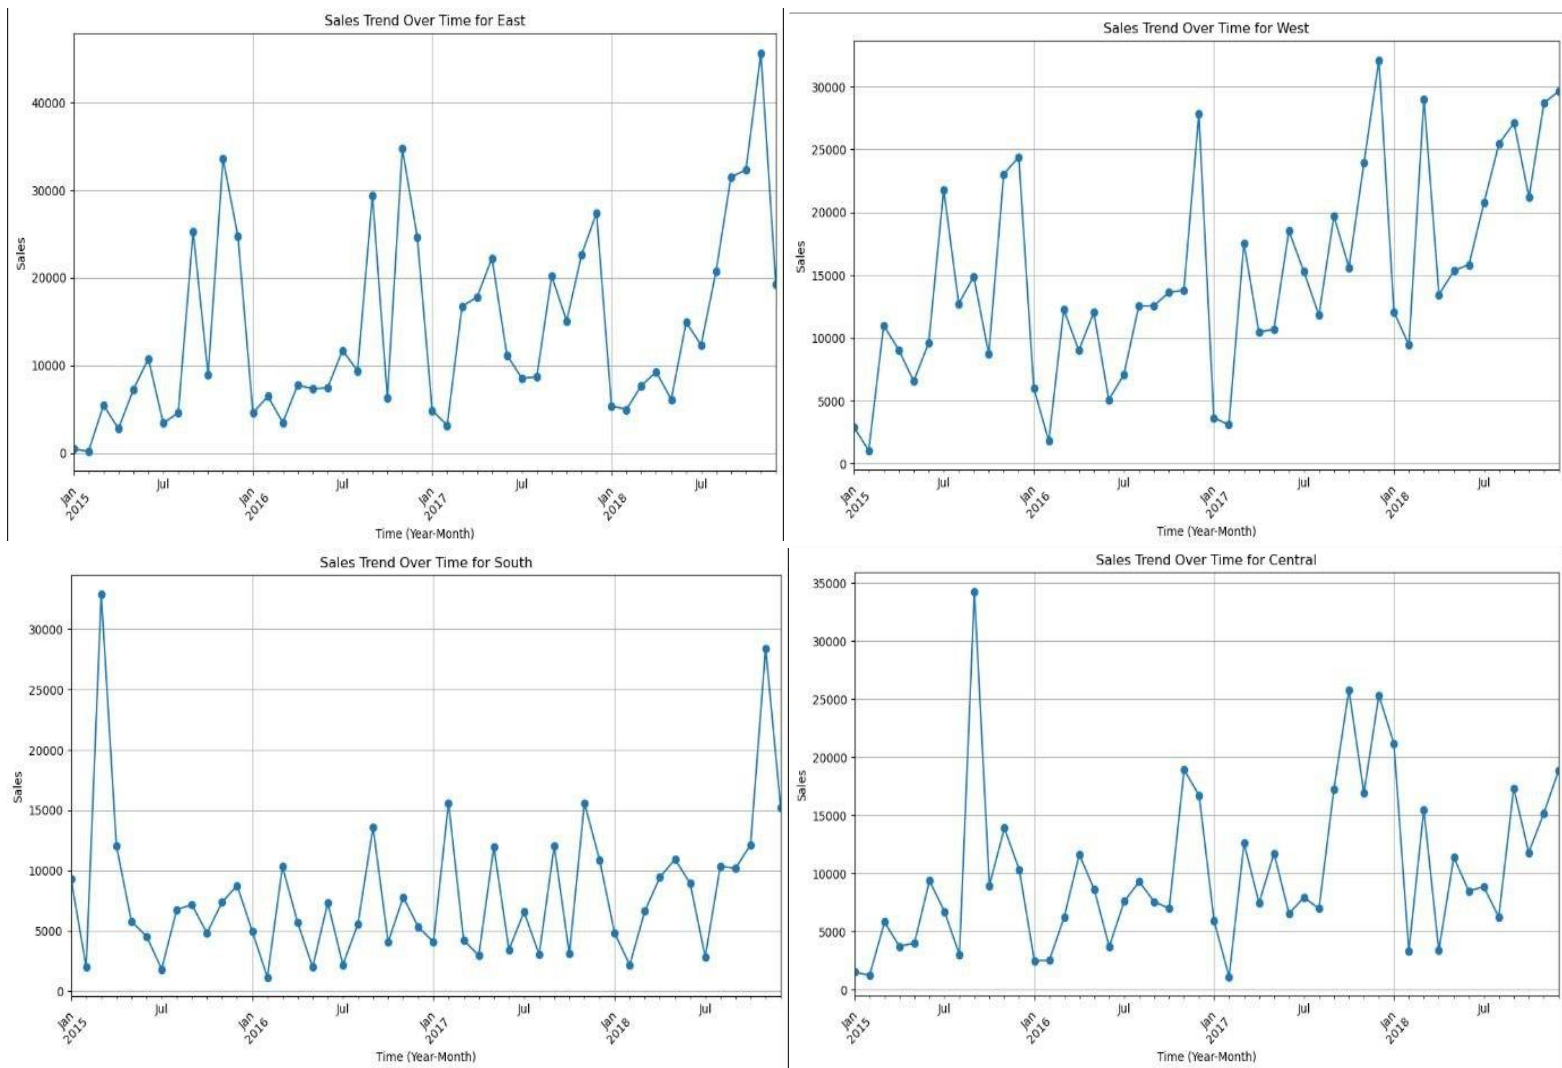 Sales Trend Over Time for East
Sales
40000
30000
20000
10000
0
Jan
2015
Jul
Jan
2016
Jul
Jan
2017
Jul
Jan
2018
Jul
Time (Year-Month)
Sales Trend Over Time for West
Sales
30000
25000
20000
15000
10000
5000
0
Jan
2015
Jul
Jan
2016
Jul
Jan
2017
Jul
Jan
2018
Jul
Time (Year-Month)
Sales Trend Over Time for South
Sales
30000
25000
20000
15000
10000
5000
0
Jan
2015
Jul
Jan
2016
Jul
Jan
2017
Jul
Jan
2018
Jul
Time (Year-Month)
Sales Trend Over Time for Central
Sales
35000
30000
25000
20000
15000
10000
5000
0
Jan
2015
Jul
Jan
2016
Jul
Jan
2017
Jul
Jan
2018
Jul
Time (Year-Month)